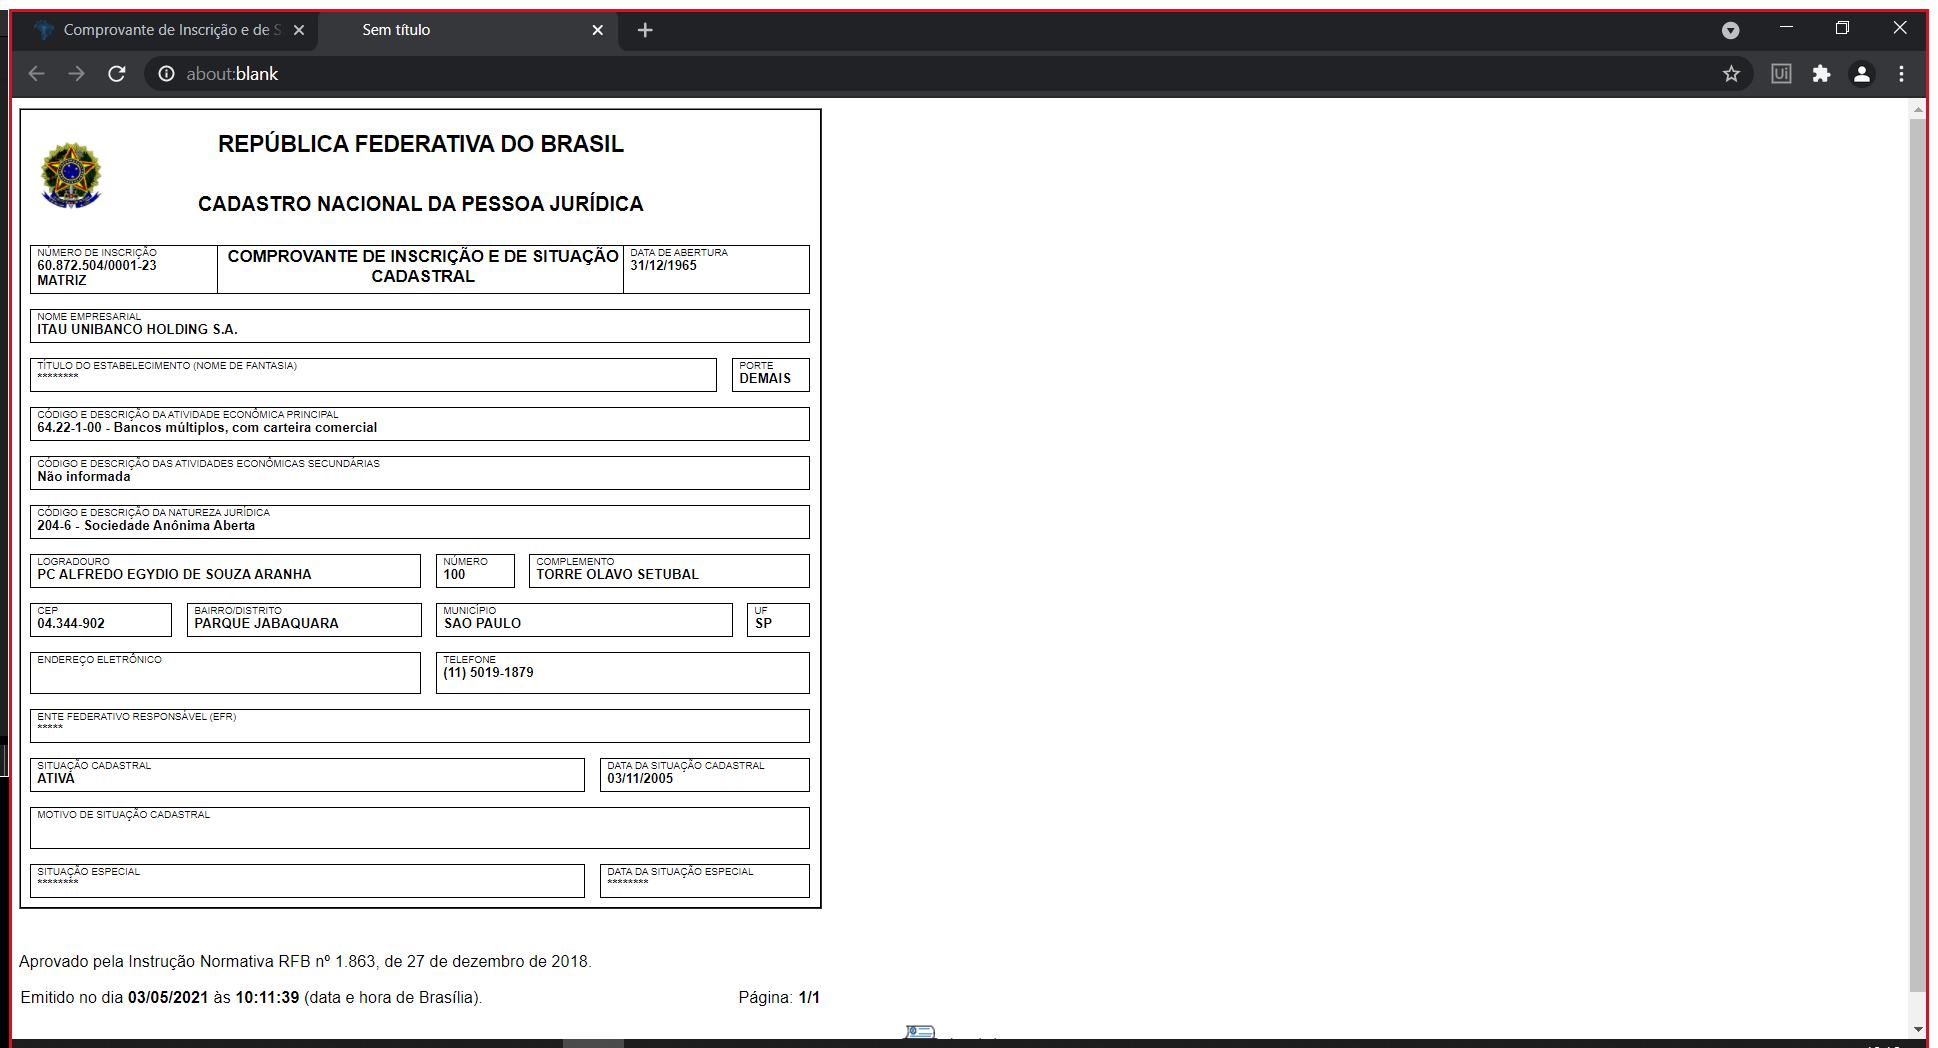 Comprovante de Inscrição e de S
Sem título
about:blank
REPÚBLICA FEDERATIVA DO BRASIL
CADASTRO NACIONAL DA PESSOA JURÍDICA
NÚMERO DE INSCRIÇÃO
60.872.504/0001-23
MATRIZ
COMPROVANTE DE INSCRIÇÃO E DE SITUAÇÃO
CADASTRAL
DATA DE ABERTURA
31/12/1965
NOME EMPRESARIAL
ITAU UNIBANCO HOLDING S.A.
TÍTULO DO ESTABELECIMENTO (NOME DE FANTASIA)
********
PORTE
DEMAIS
CÓDIGO E DESCRIÇÃO DA ATIVIDADE ECONÔMICA PRINCIPAL
64.22-1-00 - Bancos múltiplos, com carteira comercial
CÓDIGO E DESCRIÇÃO DAS ATIVIDADES ECONÔMICAS SECUNDÁRIAS
Não informada
CÓDIGO E DESCRIÇÃO DA NATUREZA JURÍDICA
204-6 - Sociedade Anônima Aberta
LOGRADOURO
PC ALFREDO EGYDIO DE SOUZA ARANHA
NÚMERO
100
COMPLEMENTO
TORRE OLAVO SETUBAL
CEP
04.344-902
BAIRRO/DISTRITO
PARQUE JABAQUARA
MUNICÍPIO
SAO PAULO
UF
SP
ENDEREÇO ELETRÔNICO
TELEFONE
(11) 5019-1879
ENTE FEDERATIVO RESPONSÁVEL (EFR)
*****
SITUAÇÃO CADASTRAL
ATIVA
DATA DA SITUAÇÃO CADASTRAL
03/11/2005
MOTIVO DE SITUAÇÃO CADASTRAL
SITUAÇÃO ESPECIAL
********
DATA DA SITUAÇÃO ESPECIAL
********
Aprovado pela Instrução Normativa RFB nº 1.863, de 27 de dezembro de 2018.
Emitido no dia 03/05/2021 às 10:11:39 (data e hora de Brasília).
Página: 1/1